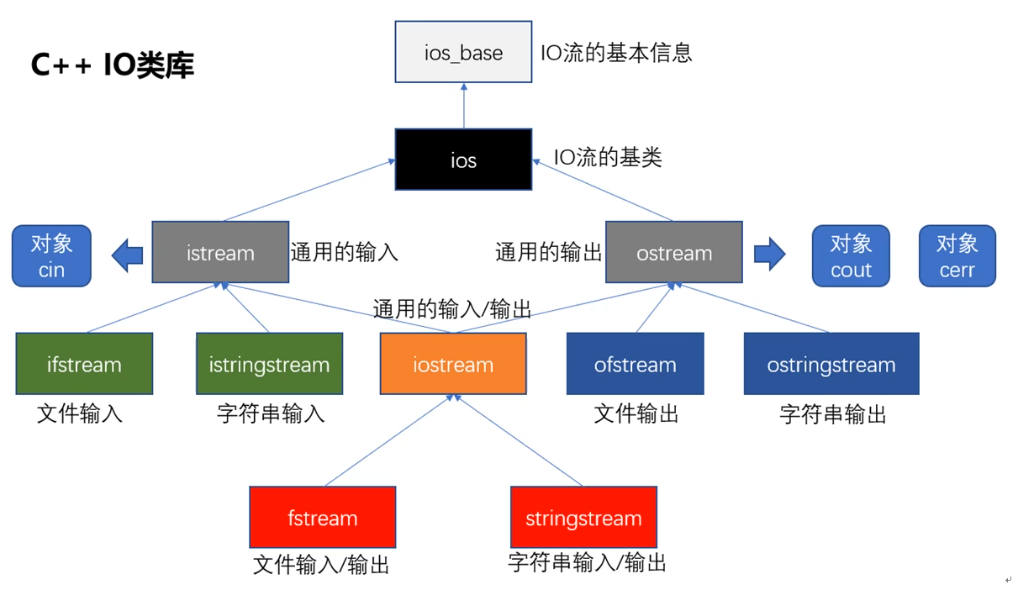 C++ IO类库
ios_base
IO流的基本信息
ios
IO流的基类
对象
cin
istream
通用的输入
通用的输出
ostream
对象
cout
对象
cerr
通用的输入/输出
ifstream
istringstream
iostream
ofstream
ostringstream
文件输入
字符串输入
文件输出
字符串输出
fstream
stringstream
文件输入/输出
字符串输入/输出